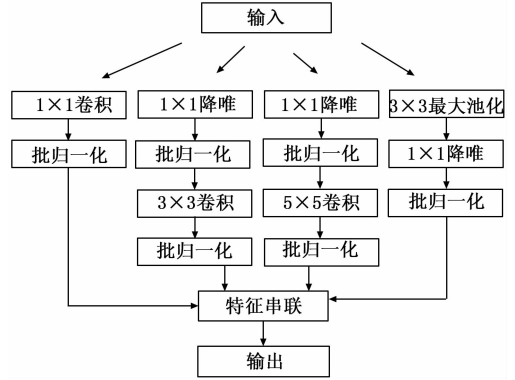 输入
1×1卷积
1×1降唯
1×1降唯
3×3最大池化
批归一化
批归一化
批归一化
1×1降唯
3×3卷积
5×5卷积
批归一化
批归一化
批归一化
特征串联
输出